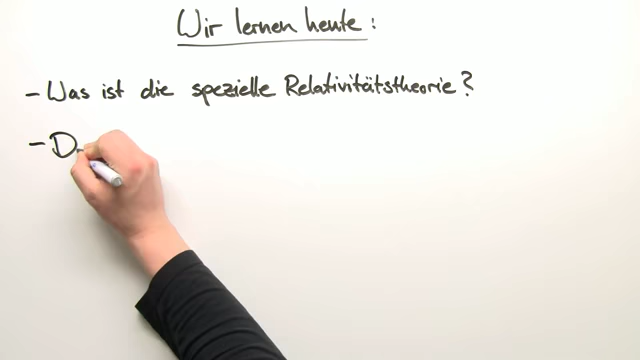 Wir lernen heute:
- Was ist die spezielle Relativitätstheorie?
- D